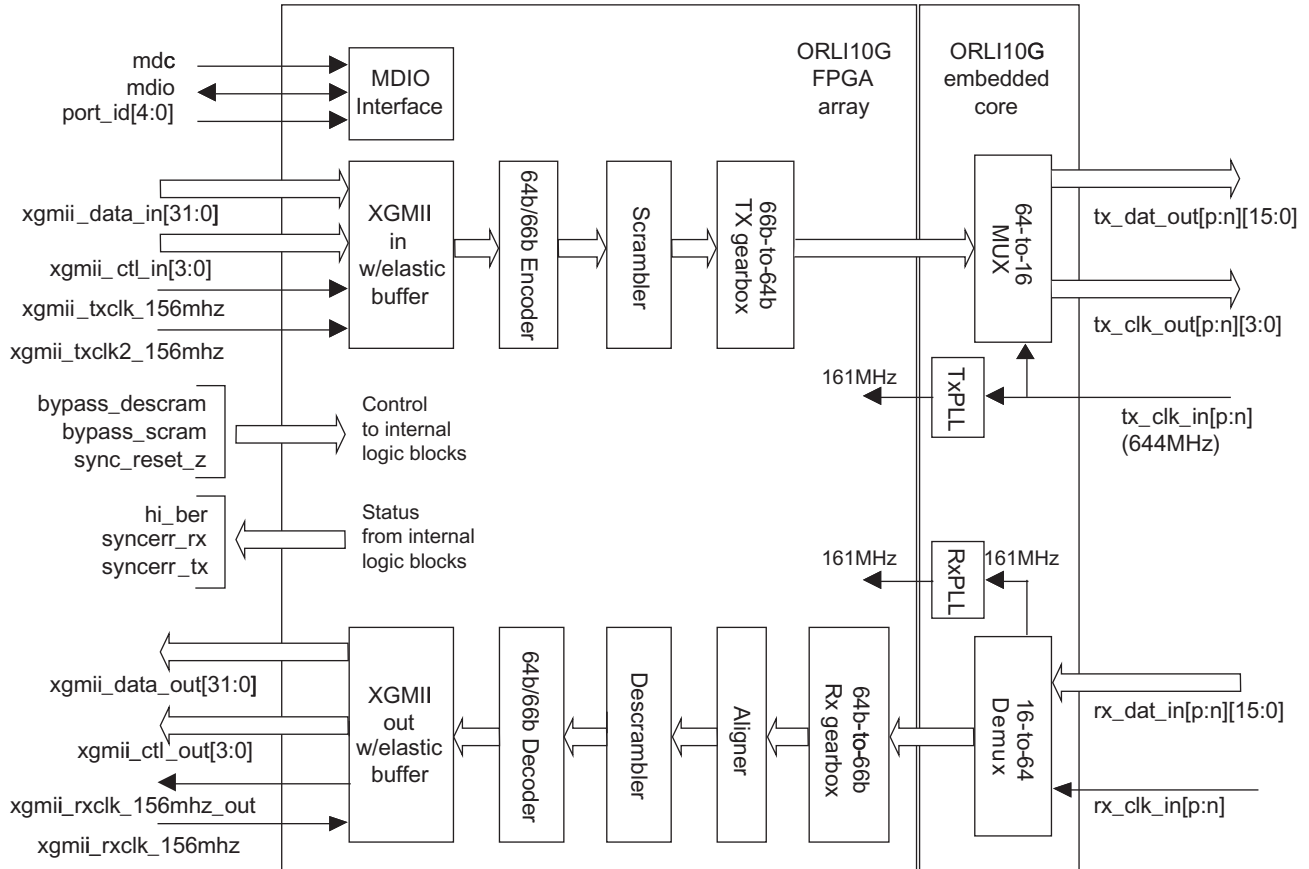 ORLI10G
FPGA
array
ORLI10G
embedded
core
mdc
mdio
port_id[4:0]
MDIO
Interface
xgmii_data_in[31:0]
xgmii_ctl_in[3:0]
xgmii_txclk_156mhz
xgmii_txclk2_156mhz
XGMII
in
w/elastic
buffer
64b/66b Encoder
Scrambler
66b-to-64b
TX gearbox
64-to-16
MUX
tx_dat_out[p:n][15:0]
tx_clk_out[p:n][3:0]
161MHz
TxPLL
tx_clk_in[p:n]
(644MHz)
bypass_descram
bypass_scram
sync_reset_z
Control
to internal
logic blocks
hi_ber
syncerr_rx
syncerr_tx
Status
from internal
logic blocks
161MHz
RxPLL
161MHz
xgmii_data_out[31:0]
xgmii_ctl_out[3:0]
xgmii_rxclk_156mhz_out
xgmii_rxclk_156mhz
XGMII
out
w/elastic
buffer
64b/66b Decoder
Descrambler
Aligner
64b-to-66b
Rx gearbox
16-to-64
Demux
rx_dat_in[p:n][15:0]
rx_clk_in[p:n]